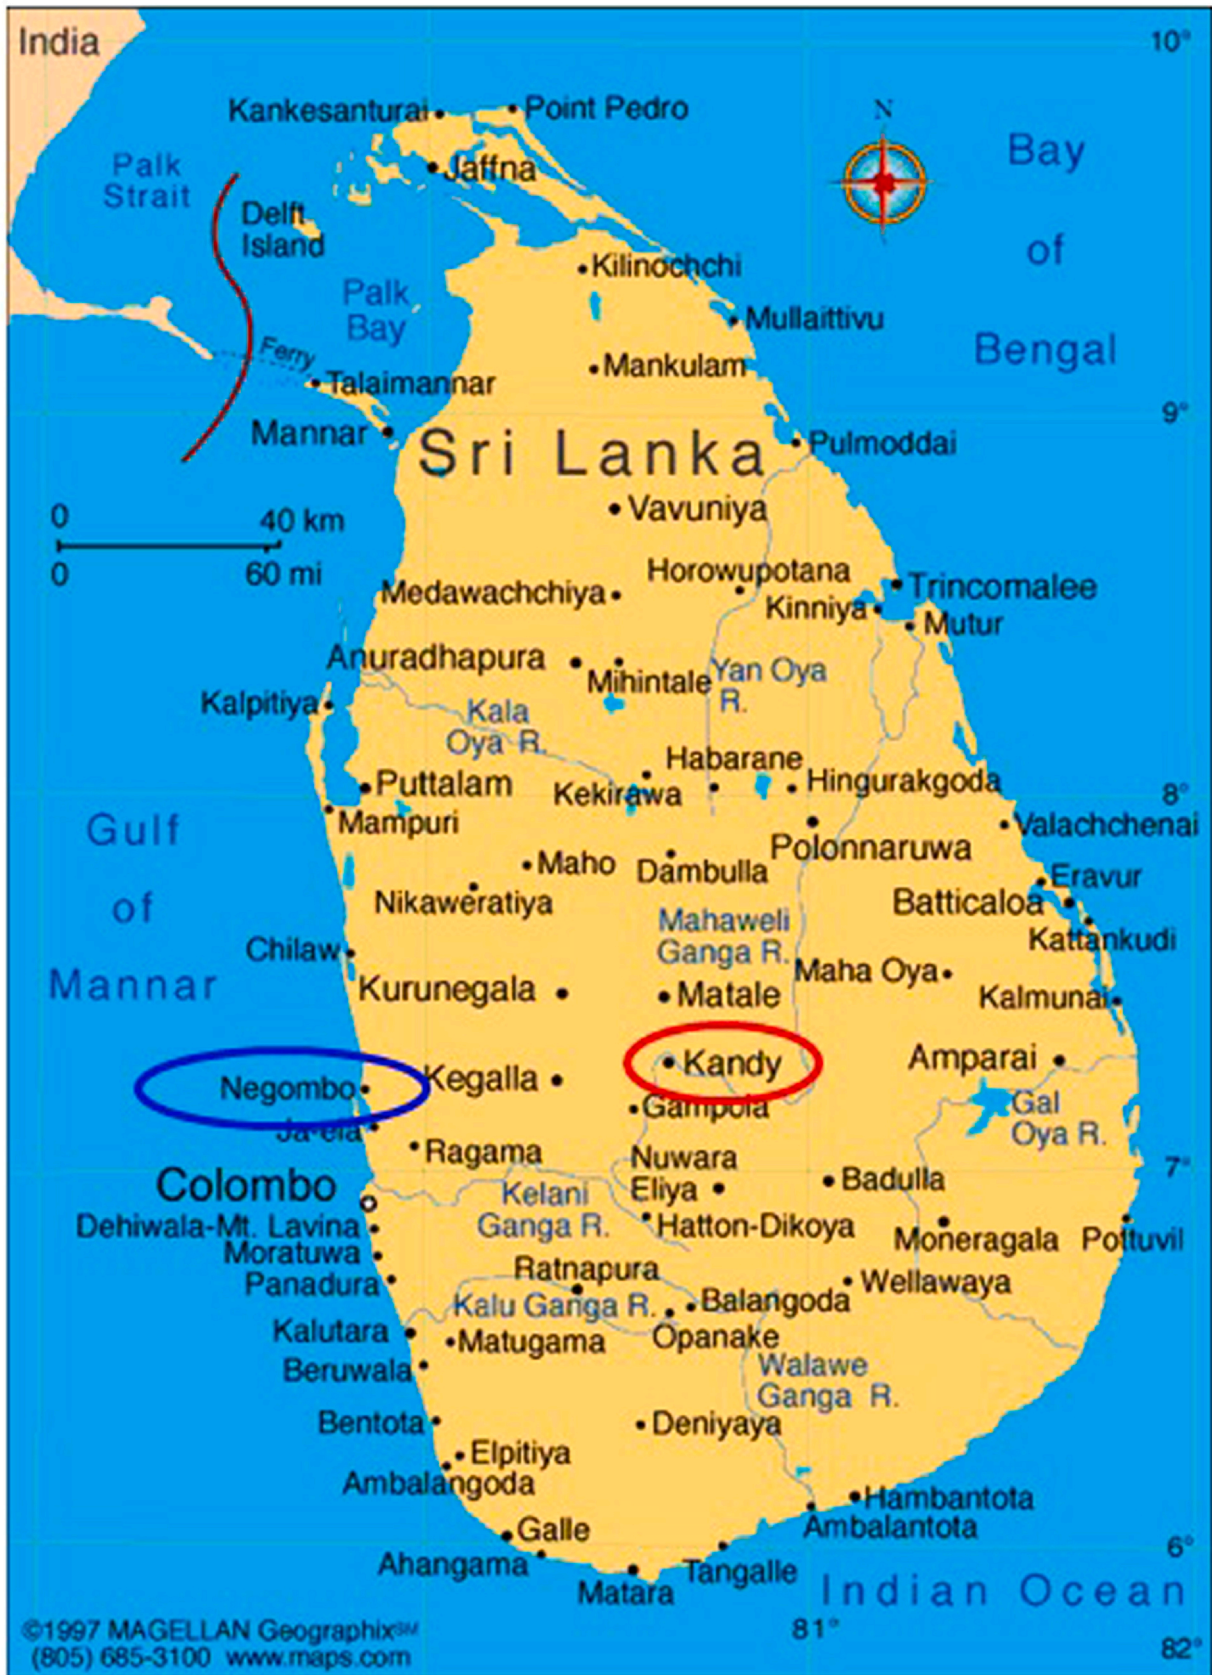 India
10°
N
Kankesanturai
Point Pedro
Bay
of
Bengal
Palk
Strait
Jaffna
Delft
Island
Kilinochchi
Palk
Bay
Mullaittivu
Ferry
Mankulam
Talaimannar
9°
Mannar
Sri Lanka
Pulmoddai
0
40 km
0
60 mi
Vavuniya
Horowupotana
Medawachchiya
Trincomalee
Kinniya
Mutur
Anuradhapura
Mihintale
Yan Oya
R.
Kalpitiya
Kala
Oya R.
Habarane
Puttalam
Kekirawa
Hingurakgoda
8°
Mampuri
Valachchenai
Gulf
of
Mannar
Polonnaruwa
Maho
Dambulla
Eravur
Nikaweratiya
Batticaloa
Mahaweli
Ganga R.
Kattankudi
Chilaw
Maha Oya
Kurunegala
Matale
Kalmunai
Kandy
Amparai
Negombo
Kegalla
Gampola
Gal
Oya R.
Ja-ela
Ragama
Nuwara
Eliya
7°
Colombo
Kelani
Ganga R.
Badulla
Dehiwala-Mt. Lavina
Hatton-Dikoya
Moneragala
Pottuvil
Moratuwa
Panadura
Ratnapura
Wellawaya
Kalu Ganga R.
Balangoda
Kalutara
Matugama
Opanake
Beruwala
Walawe
Ganga R.
Bentota
Deniyaya
Elpitiya
Ambalangoda
Hambantota
Galle
Ambalantota
Ahangama
6°
Tangalle
Matara
Indian Ocean
©1997 MAGELLAN Geographix℠
(805) 685-3100 www.maps.com
81°
82°